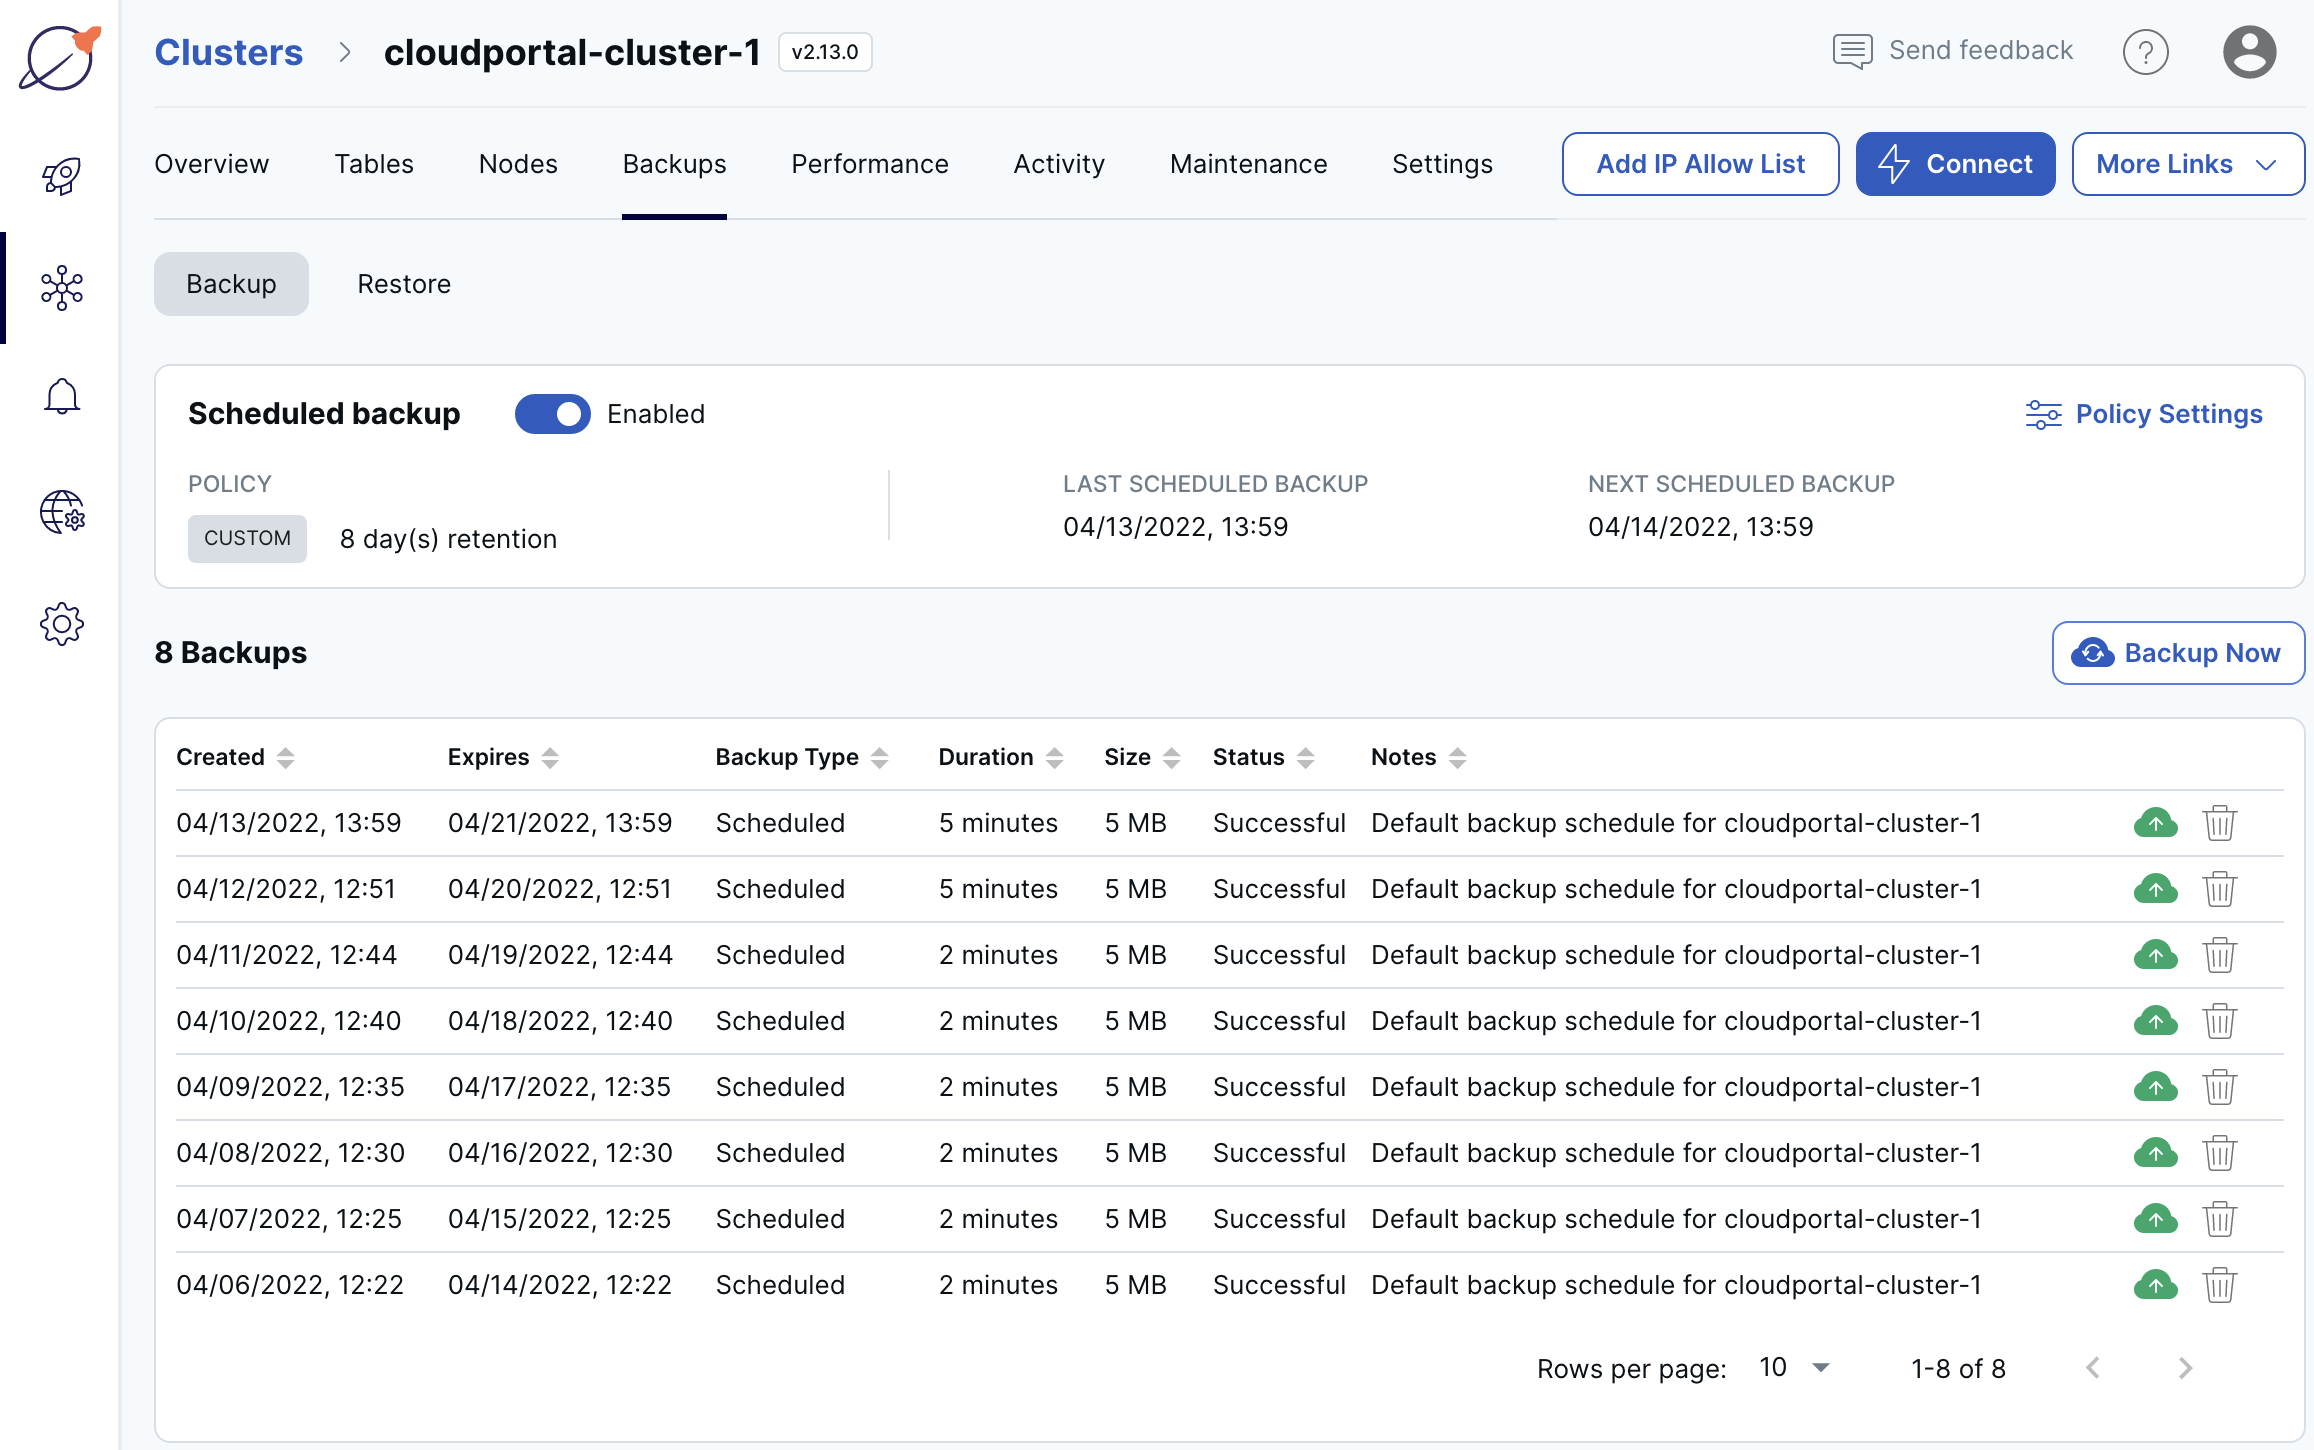 Clusters > cloudportal-cluster-1 v2.13.0 Send feedback ?
Overview Tables Nodes Backups Performance Activity Maintenance Settings Add IP Allow List Connect More Links
Backup Restore
Scheduled backup Enabled Policy Settings
POLICY LAST SCHEDULED BACKUP NEXT SCHEDULED BACKUP
CUSTOM 8 day(s) retention 04/13/2022, 13:59 04/14/2022, 13:59
8 Backups Backup Now
Created Expires Backup Type Duration Size Status Notes
04/13/2022, 13:59 04/21/2022, 13:59 Scheduled 5 minutes 5 MB Successful Default backup schedule for cloudportal-cluster-1
04/12/2022, 12:51 04/20/2022, 12:51 Scheduled 5 minutes 5 MB Successful Default backup schedule for cloudportal-cluster-1
04/11/2022, 12:44 04/19/2022, 12:44 Scheduled 2 minutes 5 MB Successful Default backup schedule for cloudportal-cluster-1
04/10/2022, 12:40 04/18/2022, 12:40 Scheduled 2 minutes 5 MB Successful Default backup schedule for cloudportal-cluster-1
04/09/2022, 12:35 04/17/2022, 12:35 Scheduled 2 minutes 5 MB Successful Default backup schedule for cloudportal-cluster-1
04/08/2022, 12:30 04/16/2022, 12:30 Scheduled 2 minutes 5 MB Successful Default backup schedule for cloudportal-cluster-1
04/07/2022, 12:25 04/15/2022, 12:25 Scheduled 2 minutes 5 MB Successful Default backup schedule for cloudportal-cluster-1
04/06/2022, 12:22 04/14/2022, 12:22 Scheduled 2 minutes 5 MB Successful Default backup schedule for cloudportal-cluster-1
Rows per page: 10 1-8 of 8